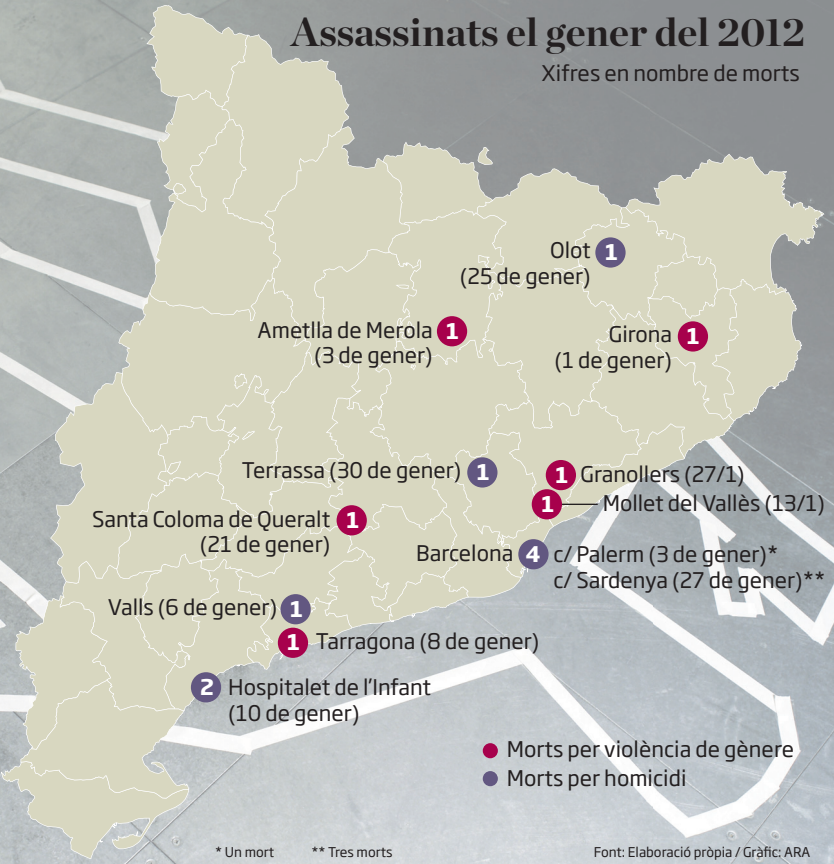 Assassinats el gener del 2012
Xifres en nombre de morts
Olot 1
(25 de gener)
Ametlla de Merola 1
(3 de gener)
Girona 1
(1 de gener)
Terrassa (30 de gener) 1
1 Granollers (27/1)
1 Mollet del Vallès (13/1)
Santa Coloma de Queralt 1
(21 de gener)
Barcelona 4 c/ Palerm (3 de gener)*
c/ Sardenya (27 de gener)**
Valls (6 de gener) 1
1 Tarragona (8 de gener)
2 Hospitalet de l'Infant
(10 de gener)
Morts per violència de gènere
Morts per homicidi
* Un mort ** Tres morts
Font: Elaboració pròpia / Gràfic: ARA